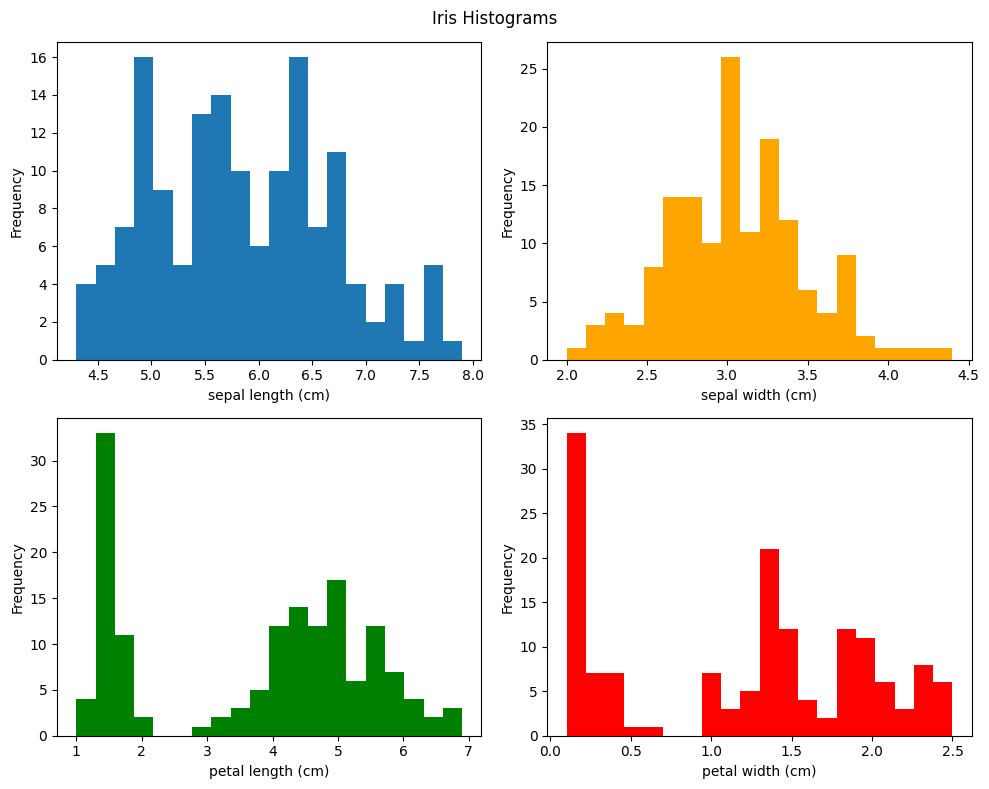 Iris Histograms
Frequency
16
14
12
10
8
6
4
2
0
4.5 5.0 5.5 6.0 6.5 7.0 7.5 8.0
sepal length (cm)
Frequency
25
20
15
10
5
0
2.0 2.5 3.0 3.5 4.0 4.5
sepal width (cm)
Frequency
30
25
20
15
10
5
0
1 2 3 4 5 6 7
petal length (cm)
Frequency
35
30
25
20
15
10
5
0
0.0 0.5 1.0 1.5 2.0 2.5
petal width (cm)